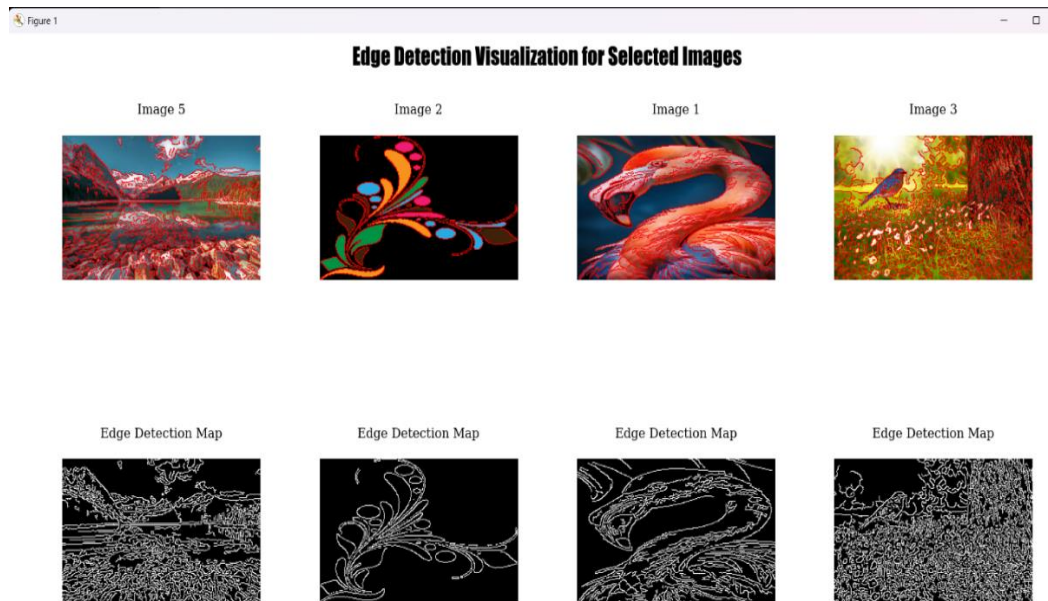 Figure 1
Edge Detection Visualization for Selected Images
Image 5
Image 2
Image 1
Image 3
Edge Detection Map
Edge Detection Map
Edge Detection Map
Edge Detection Map